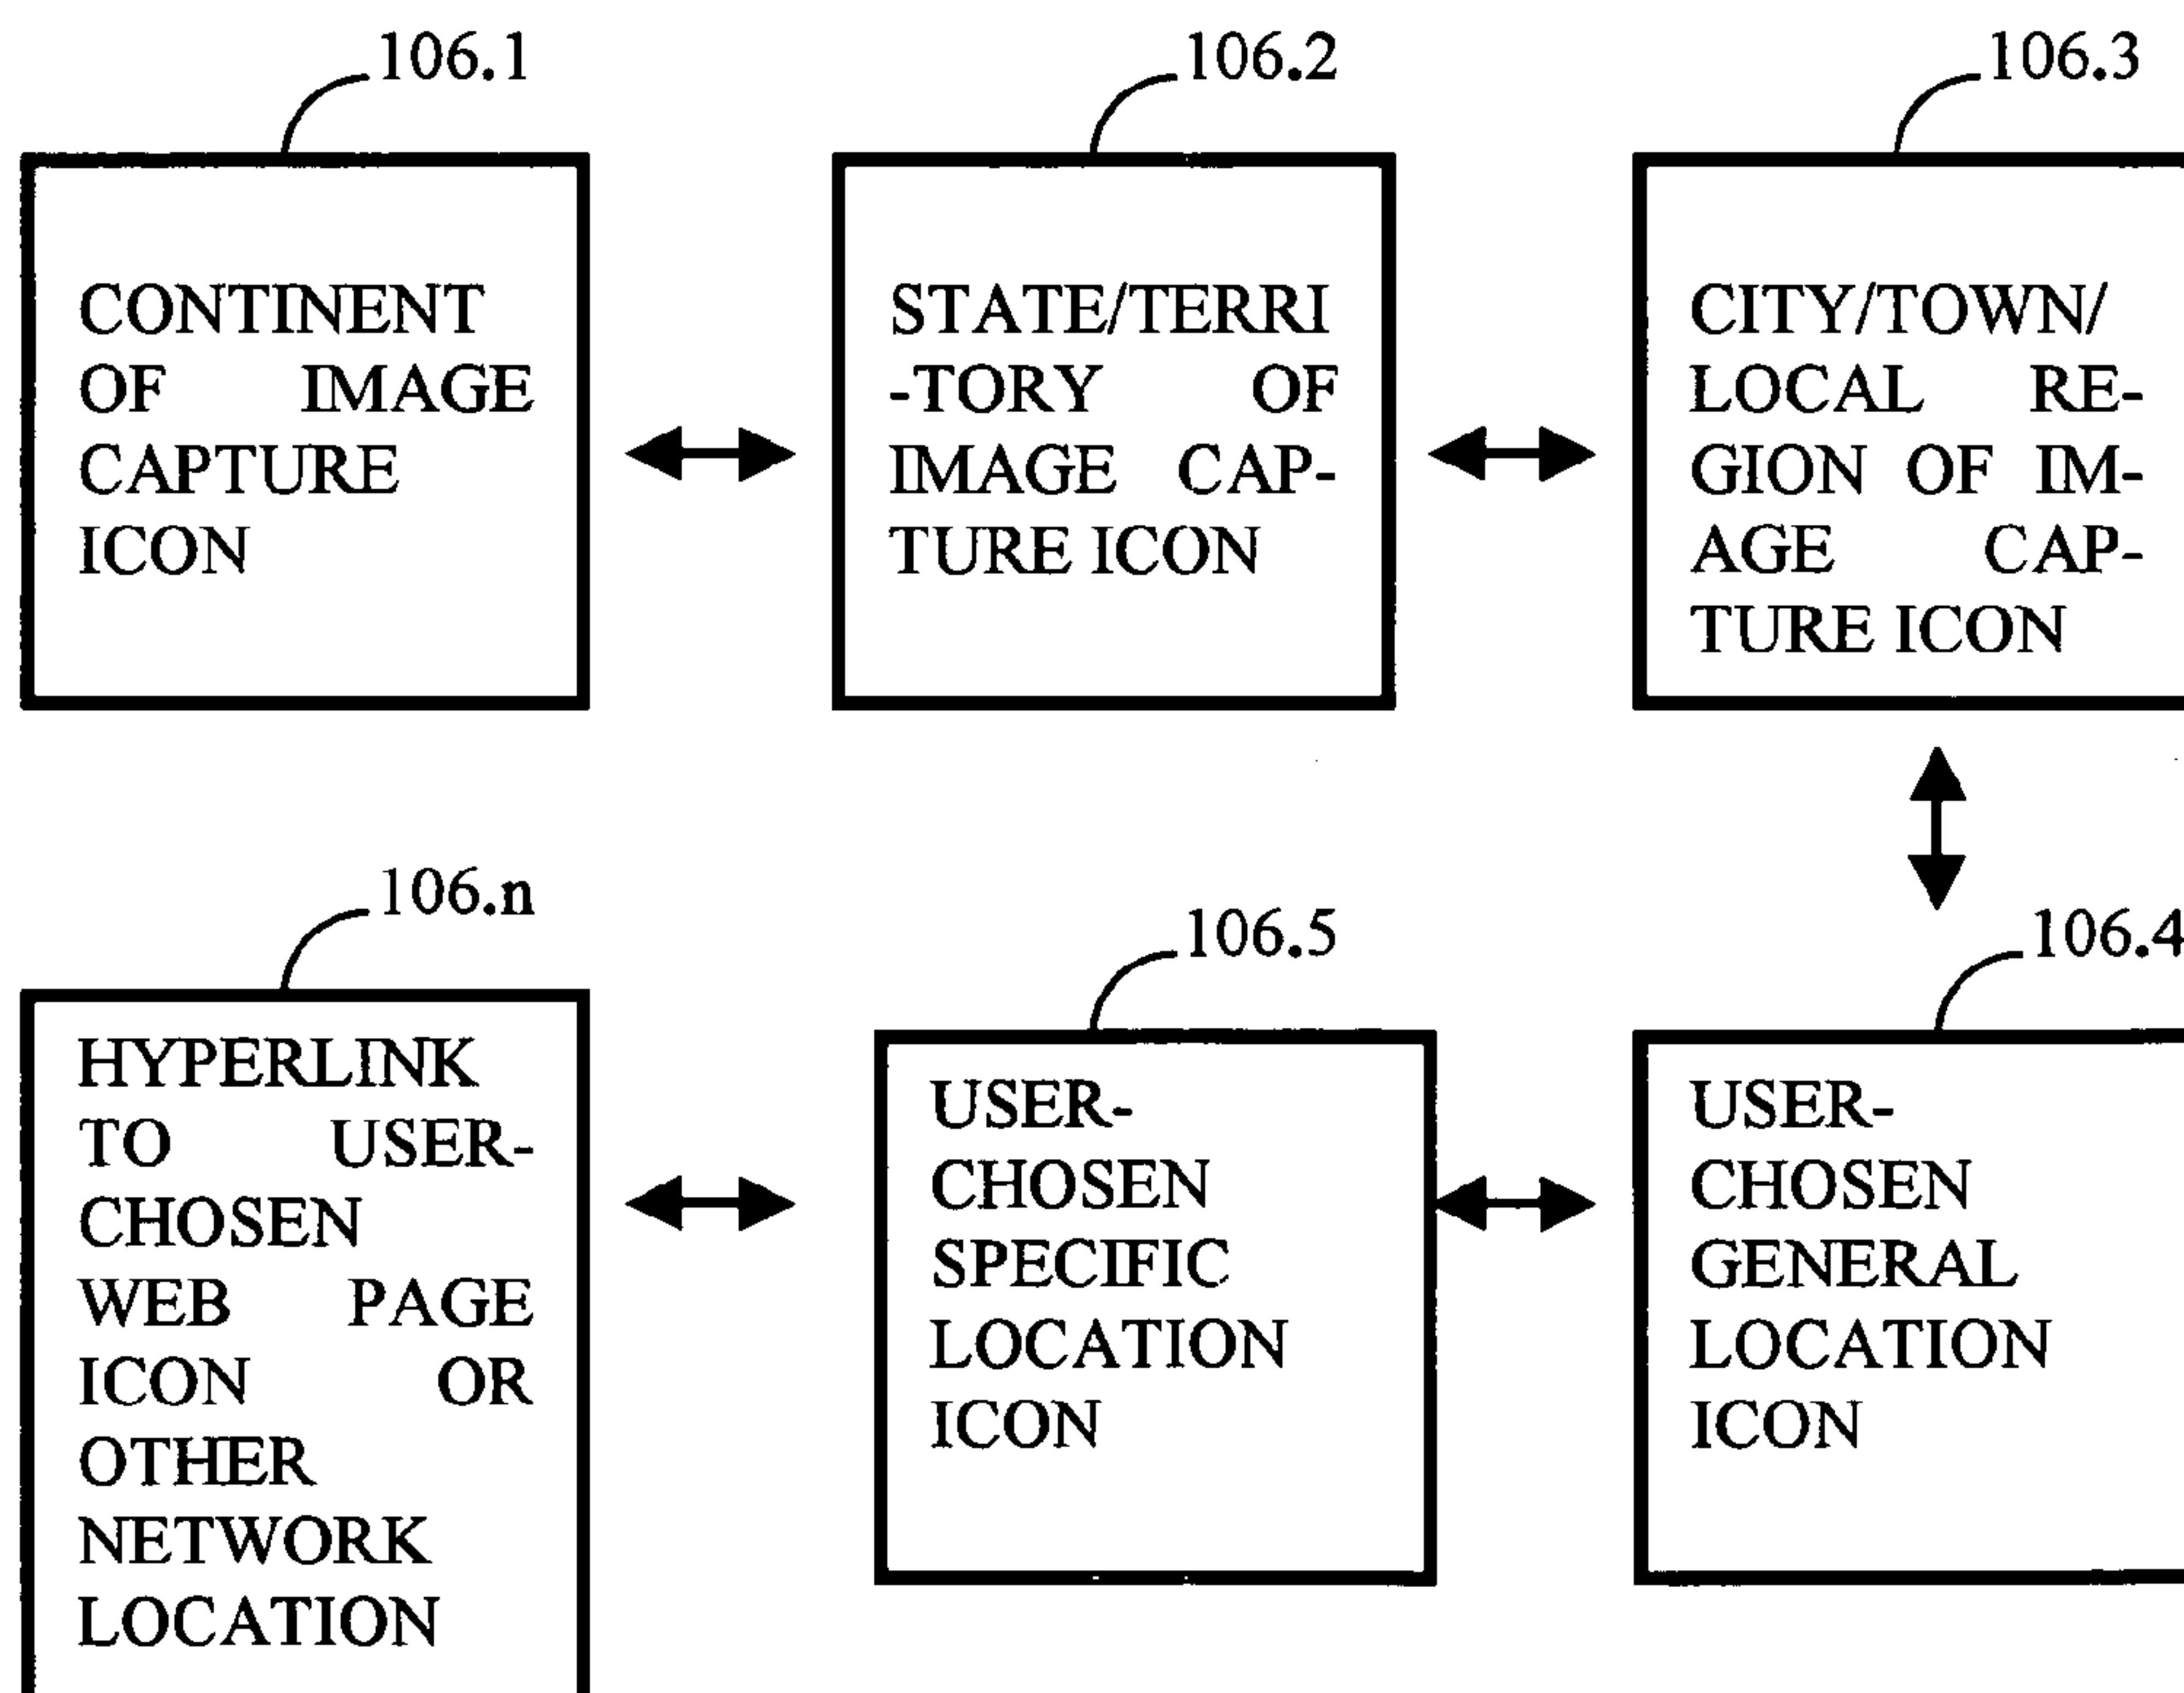 106.1
CONTINENT
OF IMAGE
CAPTURE
ICON
106.2
STATE/TERRI
-TORY OF
IMAGE CAP-
TURE ICON
106.3
CITY/TOWN/
LOCAL RE-
GION OF IM-
AGE CAP-
TURE ICON
106.n
HYPERLINK
TO USER-
CHOSEN
WEB PAGE
ICON OR
OTHER
NETWORK
LOCATION
106.5
USER-
CHOSEN
SPECIFIC
LOCATION
ICON
106.4
USER-
CHOSEN
GENERAL
LOCATION
ICON